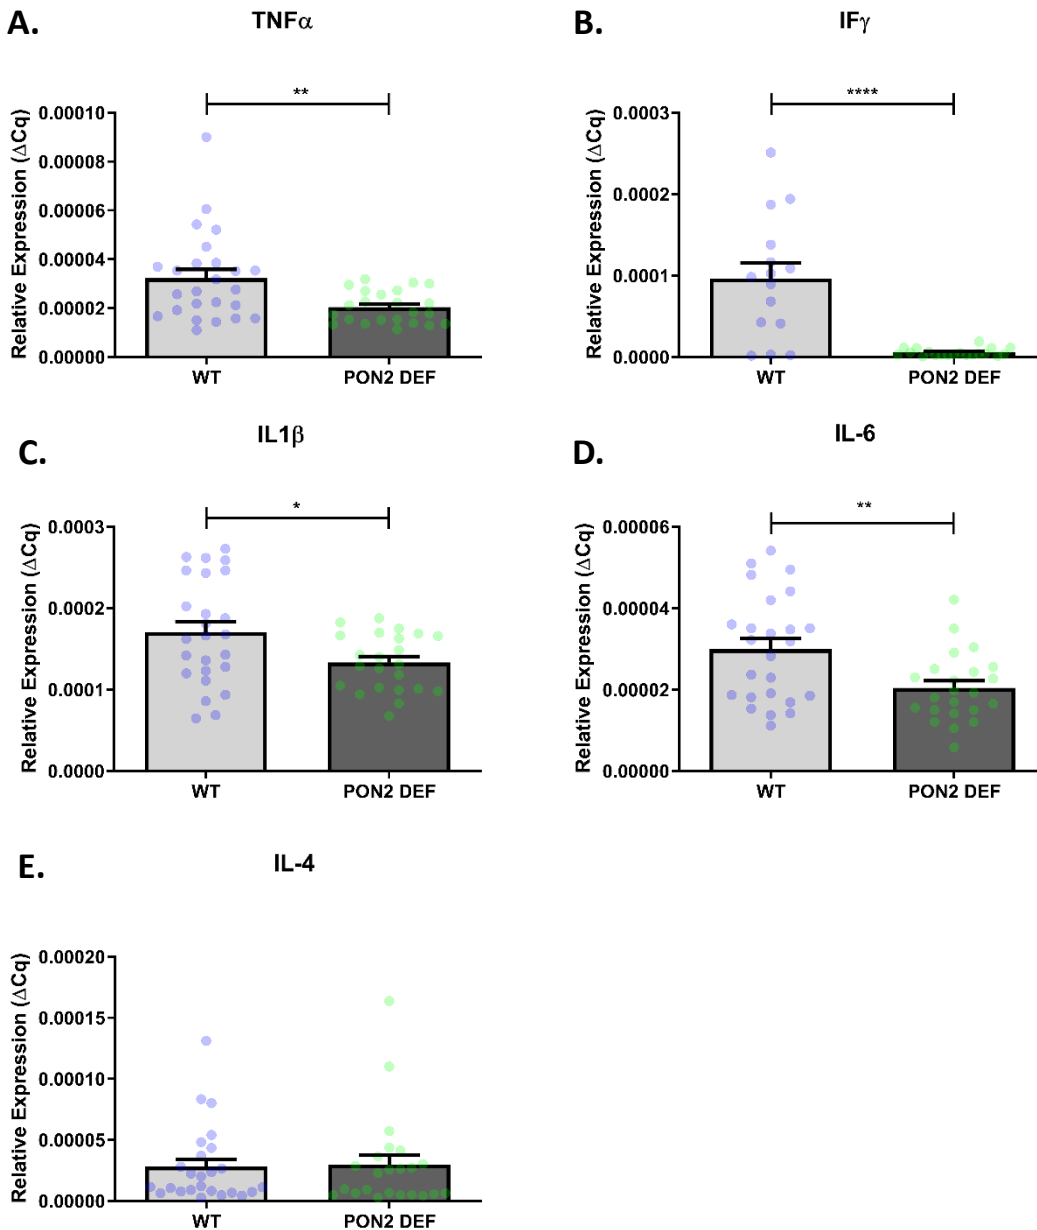 A.
TNFα
**
Relative Expression (ΔCq)
0.00010
0.00008
0.00006
0.00004
0.00002
0.00000
WT
PON2 DEF
B.
IFγ
****
Relative Expression (ΔCq)
0.0003
0.0002
0.0001
0.0000
WT
PON2 DEF
C.
IL1β
*
Relative Expression (ΔCq)
0.0003
0.0002
0.0001
0.0000
WT
PON2 DEF
D.
IL-6
**
Relative Expression (ΔCq)
0.00006
0.00004
0.00002
0.00000
WT
PON2 DEF
E.
IL-4
Relative Expression (ΔCq)
0.00020
0.00015
0.00010
0.00005
0.00000
WT
PON2 DEF